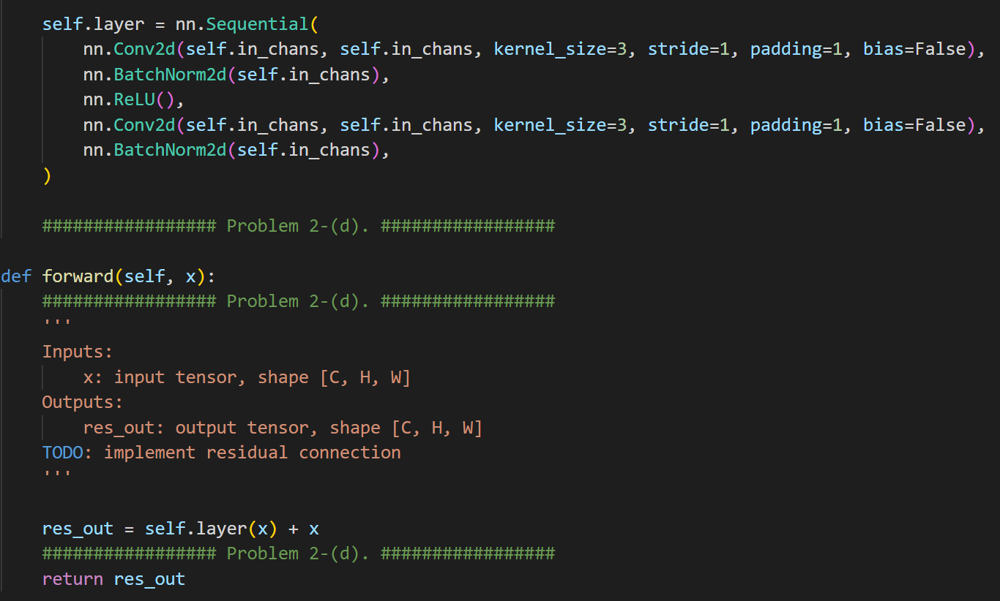 self.layer = nn.Sequential(
nn.Conv2d(self.in_chans, self.in_chans, kernel_size=3, stride=1, padding=1, bias=False),
nn.BatchNorm2d(self.in_chans),
nn.ReLU(),
nn.Conv2d(self.in_chans, self.in_chans, kernel_size=3, stride=1, padding=1, bias=False),
nn.BatchNorm2d(self.in_chans),
)
################# Problem 2-(d). #################
def forward(self, x):
################# Problem 2-(d). #################
'''
Inputs:
x: input tensor, shape [C, H, W]
Outputs:
res_out: output tensor, shape [C, H, W]
TODO: implement residual connection
'''
res_out = self.layer(x) + x
################# Problem 2-(d). #################
return res_out